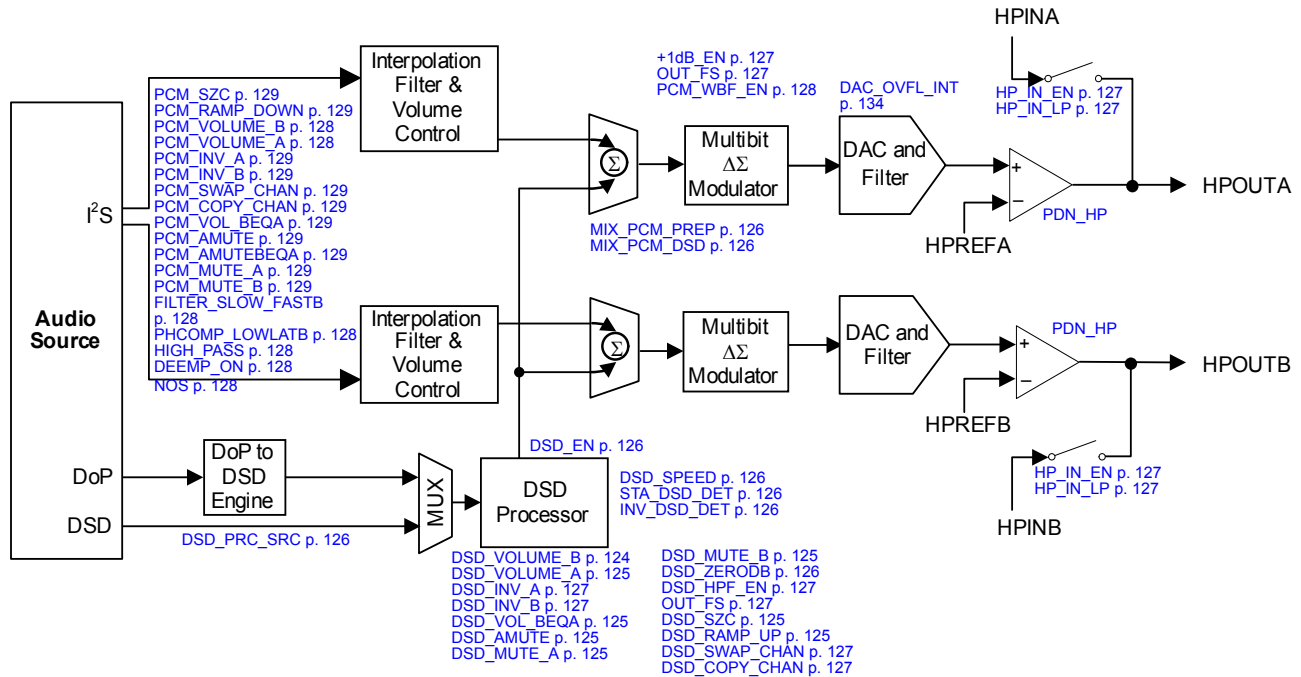 HPINA
Interpolation
Filter &
Volume
Control
+1dB_EN p. 127
OUT_FS p. 127
PCM_WBF_EN p. 128
DAC_OVFL_INT
p. 134
HP_IN_EN p. 127
HP_IN_LP p. 127
PCM_SZC p. 129
PCM_RAMP_DOWN p. 129
PCM_VOLUME_B p. 128
PCM_VOLUME_A p. 128
PCM_INV_A p. 129
PCM_INV_B p. 129
PCM_SWAP_CHAN p. 129
PCM_COPY_CHAN p. 129
PCM_VOL_BEQA p. 129
PCM_AMUTE p. 129
PCM_AMUTEBEQA p. 129
PCM_MUTE_A p. 129
PCM_MUTE_B p. 129
FILTER_SLOW_FASTB
p. 128
PHCOMP_LOWLATB p. 128
HIGH_PASS p. 128
DEEMP_ON p. 128
NOS p. 128
Σ
Multibit
ΔΣ
Modulator
DAC and
Filter
+
−
PDN_HP
HPOUTA
HPREFA
MIX_PCM_PREP p. 126
MIX_PCM_DSD p. 126
I²S
Audio
Source
Interpolation
Filter &
Volume
Control
Σ
Multibit
ΔΣ
Modulator
DAC and
Filter
PDN_HP
+
−
HPOUTB
HPREFB
HP_IN_EN p. 127
HP_IN_LP p. 127
HPINB
DoP
DoP to
DSD
Engine
MUX
DSD
DSD_PRC_SRC p. 126
DSD_EN p. 126
DSD
Processor
DSD_SPEED p. 126
STA_DSD_DET p. 126
INV_DSD_DET p. 126
DSD_VOLUME_B p. 124
DSD_VOLUME_A p. 125
DSD_INV_A p. 127
DSD_INV_B p. 127
DSD_VOL_BEQA p. 125
DSD_AMUTE p. 125
DSD_MUTE_A p. 125
DSD_MUTE_B p. 125
DSD_ZERODB p. 126
DSD_HPF_EN p. 127
OUT_FS p. 127
DSD_SZC p. 125
DSD_RAMP_UP p. 125
DSD_SWAP_CHAN p. 127
DSD_COPY_CHAN p. 127